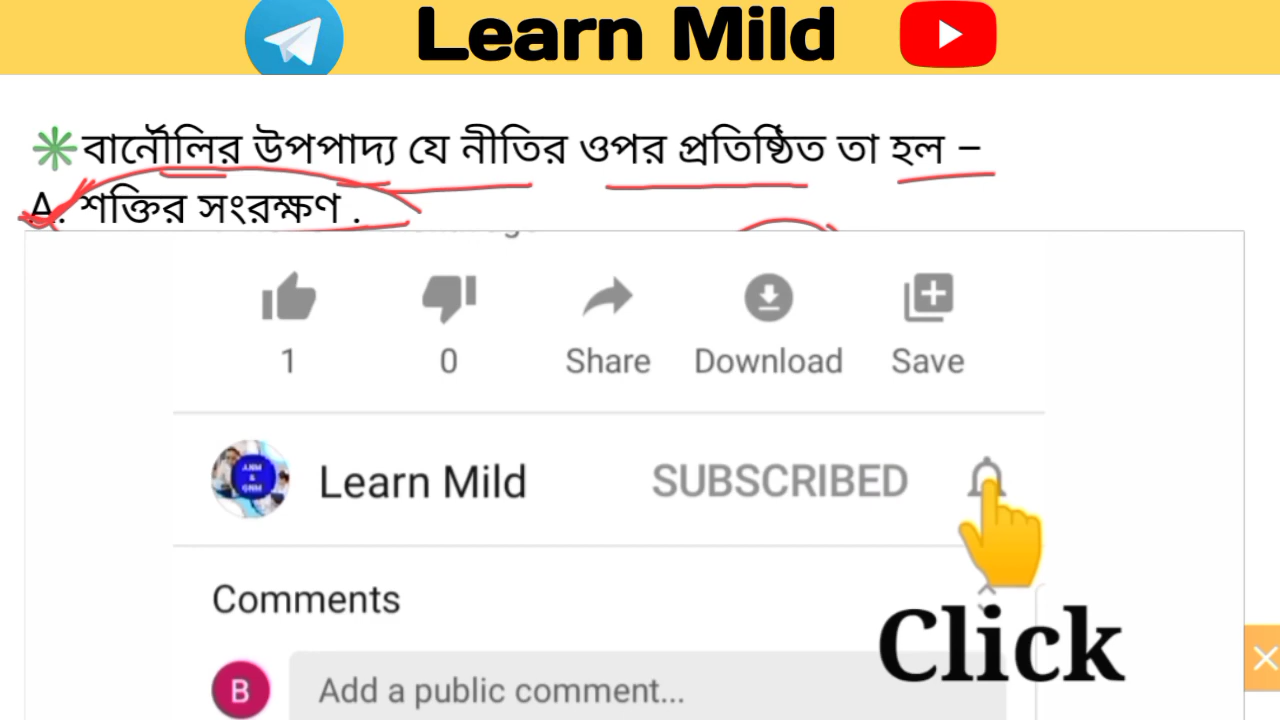 Learn Mild
বার্নৌলির উপপাদ্য যে নীতির ওপর প্রতিষ্ঠিত তা হল –
A. শক্তির সংরক্ষণ .
1 0 Share Download Save
Learn Mild SUBSCRIBED
Comments
Click
B Add a public comment...